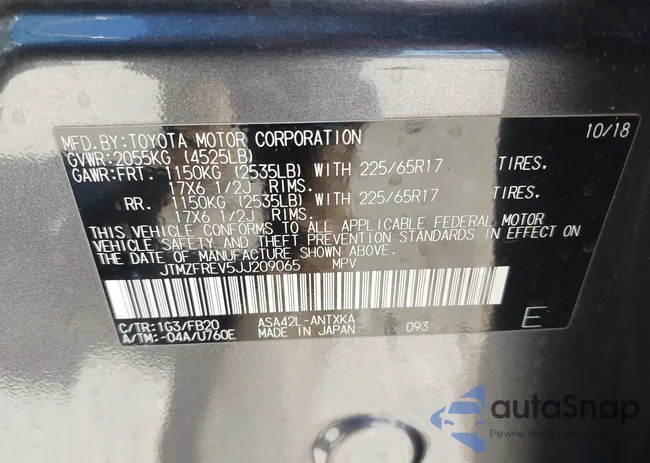 MFD.BY:TOYOTA MOTOR CORPORATION 10/18
GVWR:2055KG (4525LB)
GAWR:FRT. 1150KG (2535LB) WITH 225/65R17 TIRES.
17X6 1/2J RIMS.
RR. 1150KG (2535LB) WITH 225/65R17 TIRES.
17X6 1/2J RIMS.
THIS VEHICLE CONFORMS TO ALL APPLICABLE FEDERAL MOTOR
VEHICLE SAFETY AND THEFT PREVENTION STANDARDS IN EFFECT ON
THE DATE OF MANUFACTURE SHOWN ABOVE.
JTMZFREV5JJ209065 MPV
C/TR:1G3/FB20 ASA42L-ANTXKA
A/TM:-04A/U760E MADE IN JAPAN 093 E
autaSnap
Pewne auto